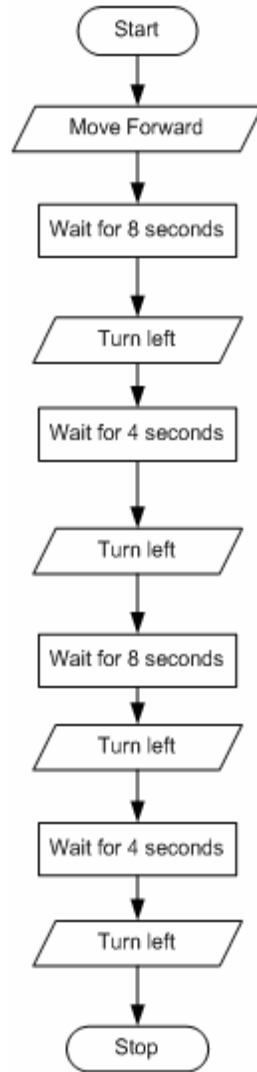 Start
Move Forward
Wait for 8 seconds
Turn left
Wait for 4 seconds
Turn left
Wait for 8 seconds
Turn left
Wait for 4 seconds
Turn left
Stop